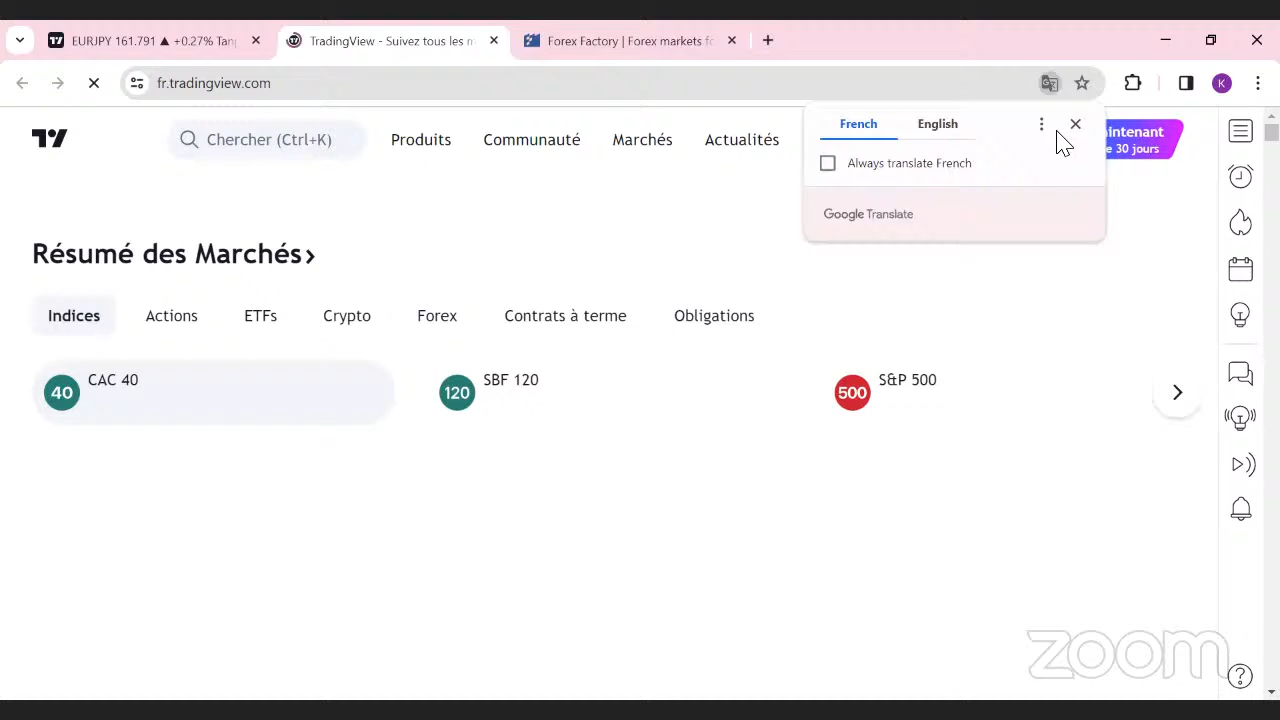 EURJPY 161.791 ▲ +0.27%
TradingView - Suivez tous les
Forex Factory | Forex markets
fr.tradingview.com
K
French
English
Always translate French
Google Translate
Chercher (Ctrl+K)
Produits
Communauté
Marchés
Actualités
30 jours
Résumé des Marchés
Indices
Actions
ETFs
Crypto
Forex
Contrats à terme
Obligations
40
CAC 40
120
SBF 120
500
S&P 500
zoom